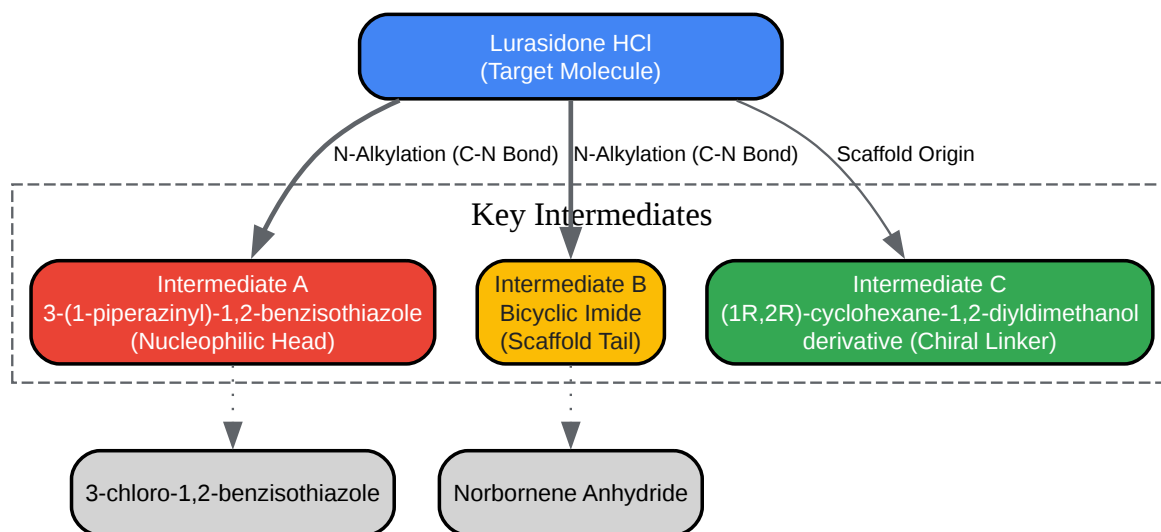 Lurasidone HCl
(Target Molecule)
N-Alkylation (C-N Bond)
N-Alkylation (C-N Bond)
Scaffold Origin
Key Intermediates
Intermediate A
3-(1-piperazinyl)-1,2-benzisothiazole
(Nucleophilic Head)
Intermediate B
Bicyclic Imide
(Scaffold Tail)
Intermediate C
(1R,2R)-cyclohexane-1,2-diyldimethanol
derivative (Chiral Linker)
3-chloro-1,2-benzisothiazole
Norbornene Anhydride